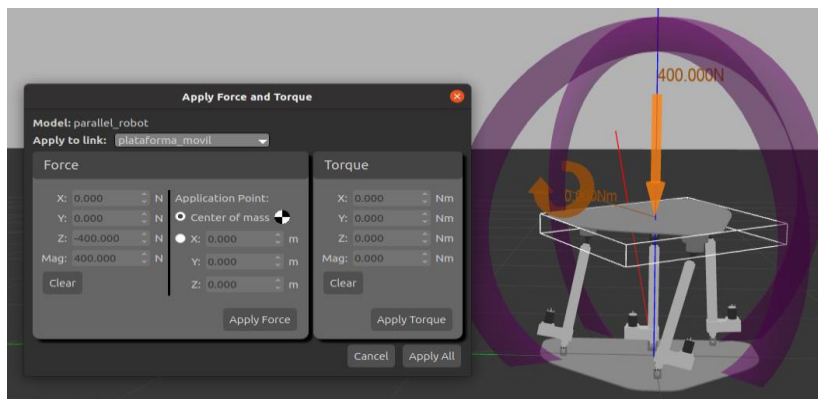 Apply Force and Torque
Model: parallel_robot
Apply to link: plataforma_movil
Force
X: 0.000 N
Y: 0.000 N
Z: -400.000 N
Mag: 400.000 N
Clear
Application Point:
Center of mass
X: 0.000 m
Y: 0.000 m
Z: 0.000 m
Apply Force
Torque
X: 0.000 Nm
Y: 0.000 Nm
Z: 0.000 Nm
Mag: 0.000 Nm
Clear
Apply Torque
Cancel Apply All
400.000N